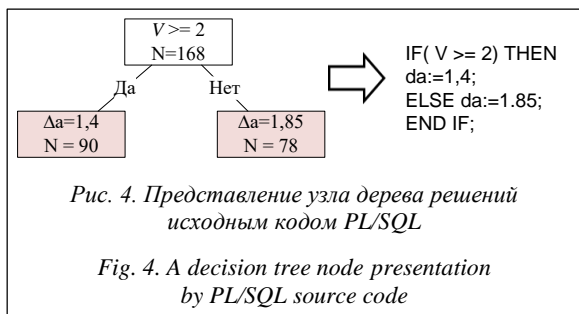 V >= 2
N=168
Да
Нет
Δa=1,4
N = 90
Δa=1,85
N = 78
IF( V >= 2) THEN
da:=1,4;
ELSE da:=1.85;
END IF;
Рис. 4. Представление узла дерева решений
исходным кодом PL/SQL
Fig. 4. A decision tree node presentation
by PL/SQL source code